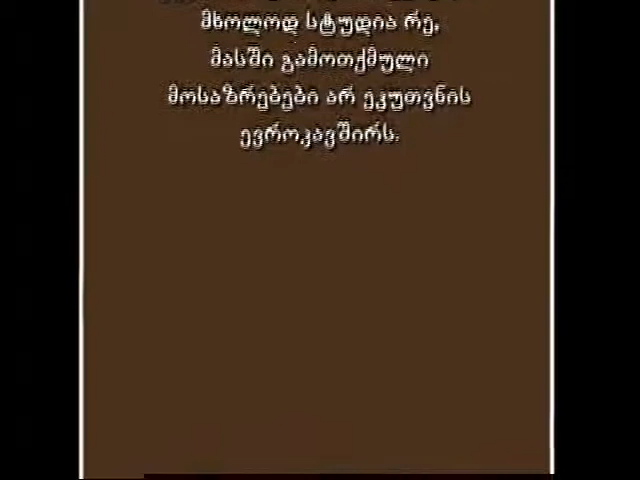 მხოლოდ სტუდია რე,
მასში გამოთქმული
მოსაზრებები არ ეკუთვნის
ევროკავშირს.